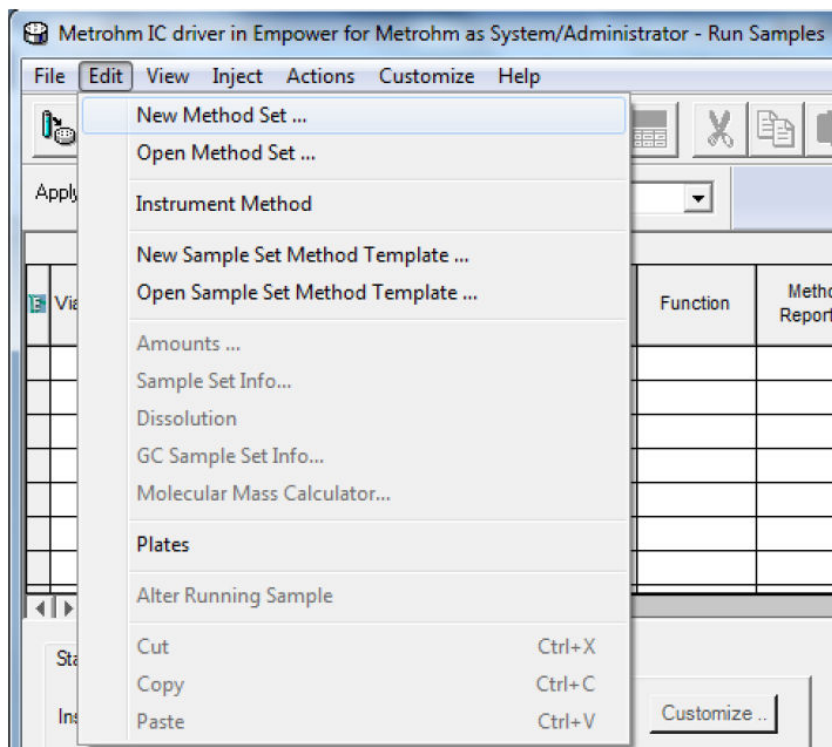 Metrohm IC driver in Empower for Metrohm as System/Administrator - Run Samples
File Edit View Inject Actions Customize Help
New Method Set ...
Open Method Set ...
Instrument Method
New Sample Set Method Template ...
Open Sample Set Method Template ...
Amounts ...
Sample Set Info...
Dissolution
GC Sample Set Info...
Molecular Mass Calculator...
Plates
Alter Running Sample
Cut Ctrl+X
Copy Ctrl+C
Paste Ctrl+V
Function
Customize ..